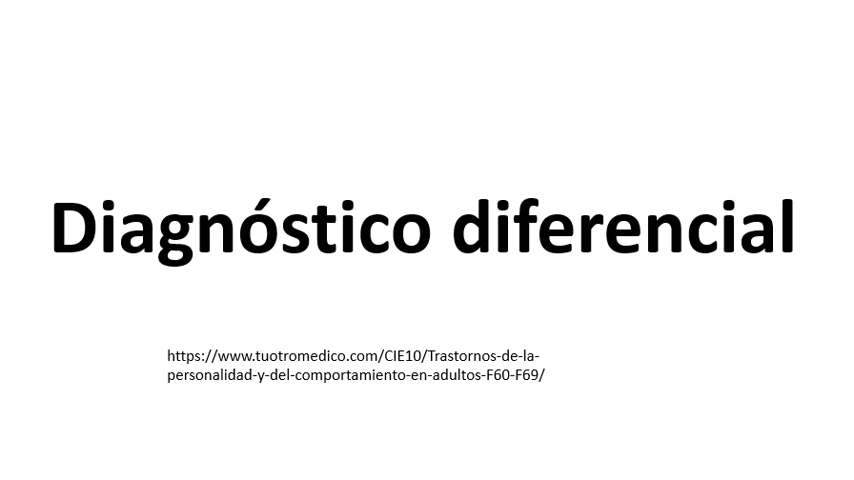 Diagnóstico diferencial
https://www.tuotromedico.com/CIE10/Trastornos-de-la-
personalidad-y-del-comportamiento-en-adultos-F60-F69/